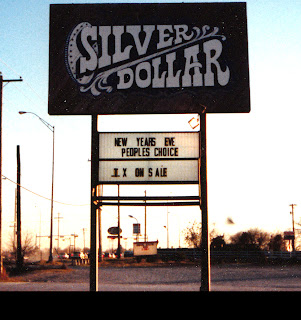 SILVER
DOLLAR
NEW YEARS EVE
PEOPLES CHOICE
X ON SALE